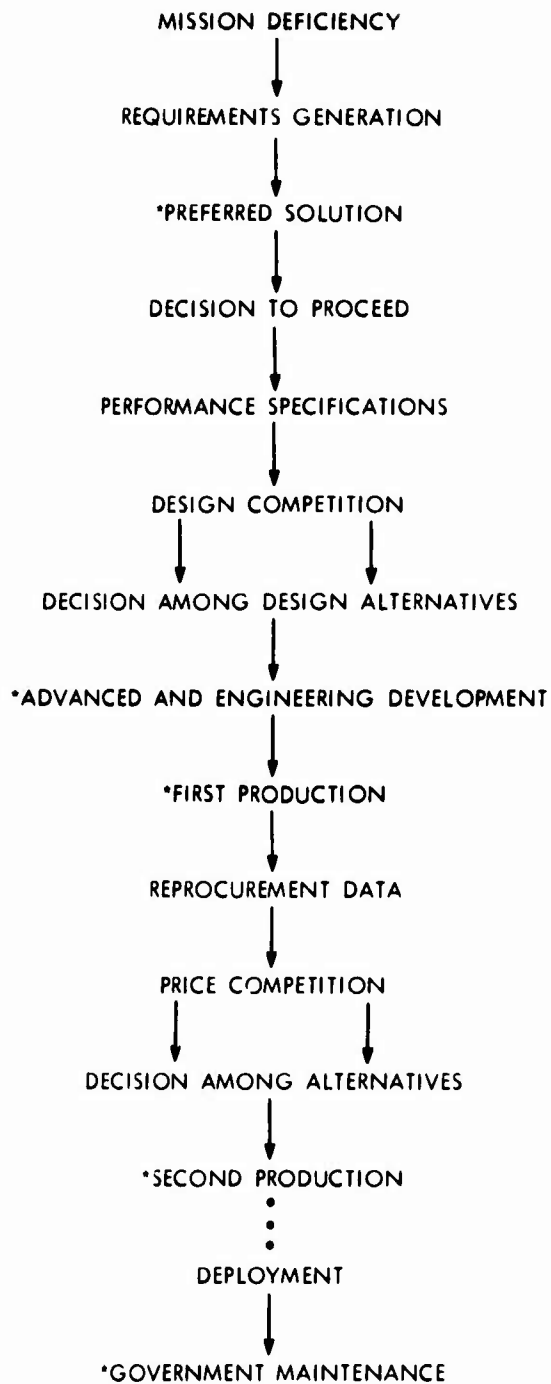 MISSION DEFICIENCY
REQUIREMENTS GENERATION
*PREFERRED SOLUTION
DECISION TO PROCEED
PERFORMANCE SPECIFICATIONS
DESIGN COMPETITION
DECISION AMONG DESIGN ALTERNATIVES
*ADVANCED AND ENGINEERING DEVELOPMENT
*FIRST PRODUCTION
REPROCUREMENT DATA
PRICE COMPETITION
DECISION AMONG ALTERNATIVES
*SECOND PRODUCTION
DEPLOYMENT
*GOVERNMENT MAINTENANCE